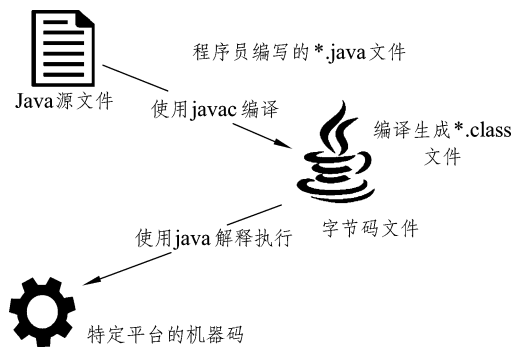 程序员编写的*.java文件
Java源文件
使用javac编译
编译生成*.class
文件
字节码文件
使用java解释执行
特定平台的机器码